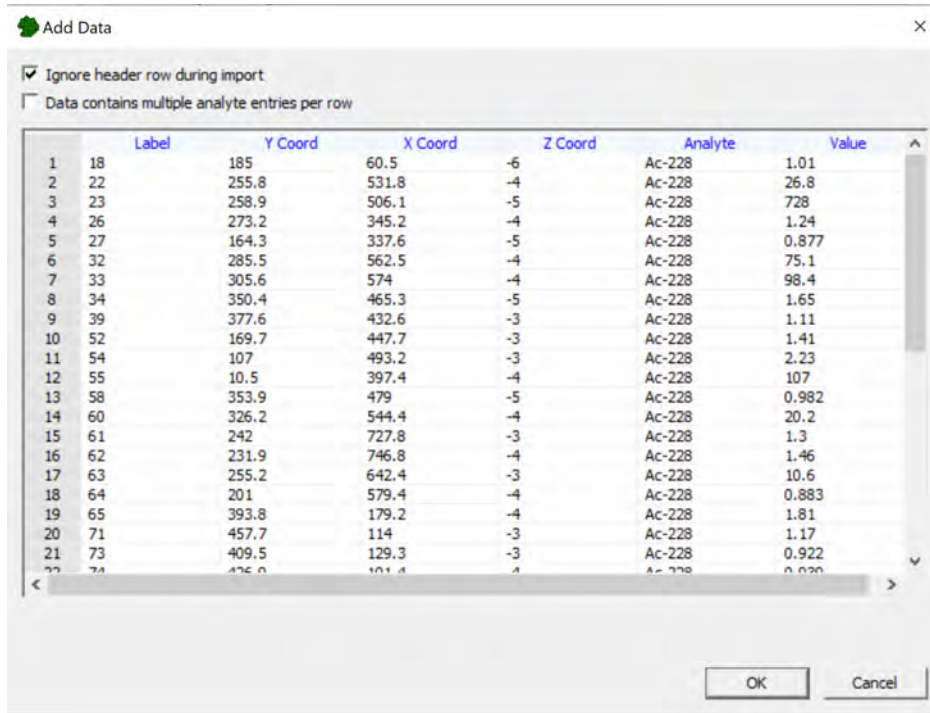 Add Data
Ignore header row during import
Data contains multiple analyte entries per row
Label Y Coord X Coord Z Coord Analyte Value
1 18 185 60.5 -6 Ac-228 1.01
2 22 255.8 531.8 -4 Ac-228 26.8
3 23 258.9 506.1 -5 Ac-228 728
4 26 273.2 345.2 -4 Ac-228 1.24
5 27 164.3 337.6 -5 Ac-228 0.877
6 32 285.5 562.5 -4 Ac-228 75.1
7 33 305.6 574 -4 Ac-228 98.4
8 34 350.4 465.3 -5 Ac-228 1.65
9 39 377.6 432.6 -3 Ac-228 1.11
10 52 169.7 447.7 -3 Ac-228 1.41
11 54 107 493.2 -3 Ac-228 2.23
12 55 10.5 397.4 -4 Ac-228 107
13 58 353.9 479 -5 Ac-228 0.982
14 60 326.2 544.4 -4 Ac-228 20.2
15 61 242 727.8 -3 Ac-228 1.3
16 62 231.9 746.8 -4 Ac-228 1.46
17 63 255.2 642.4 -3 Ac-228 10.6
18 64 201 579.4 -4 Ac-228 0.883
19 65 393.8 179.2 -4 Ac-228 1.81
20 71 457.7 114 -3 Ac-228 1.17
21 73 409.5 129.3 -3 Ac-228 0.922
OK Cancel